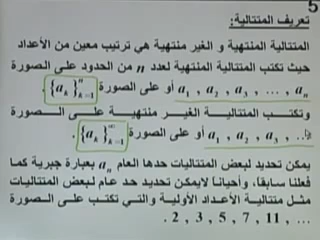 5
تعريف المتتالية:
المتتالية المنتهية و الغير منتهية هي ترتيب معين من الأعداد
حيث تكتب المتتالية المنتهية لعدد n من الحدود على الصورة
a₁ , a₂ , a₃ , … , aₙ أو على الصورة {aₖ}ⁿₖ₌₁ .
وتكتب المتتالية الغير منتهية على الصورة
a₁ , a₂ , a₃ , … أو على الصورة {aₖ}^∞ₖ₌₁ .
يمكن تحديد لبعض المتتاليات حدها العام aₙ بعبارة جبرية كما
فعلنا سابقا، وأحيانا لايمكن تحديد حد عام لبعض المتتاليات
مثل متتالية الأعداد الأولية والتي تكتب على الصورة
2 , 3 , 5 , 7 , 11 , … .